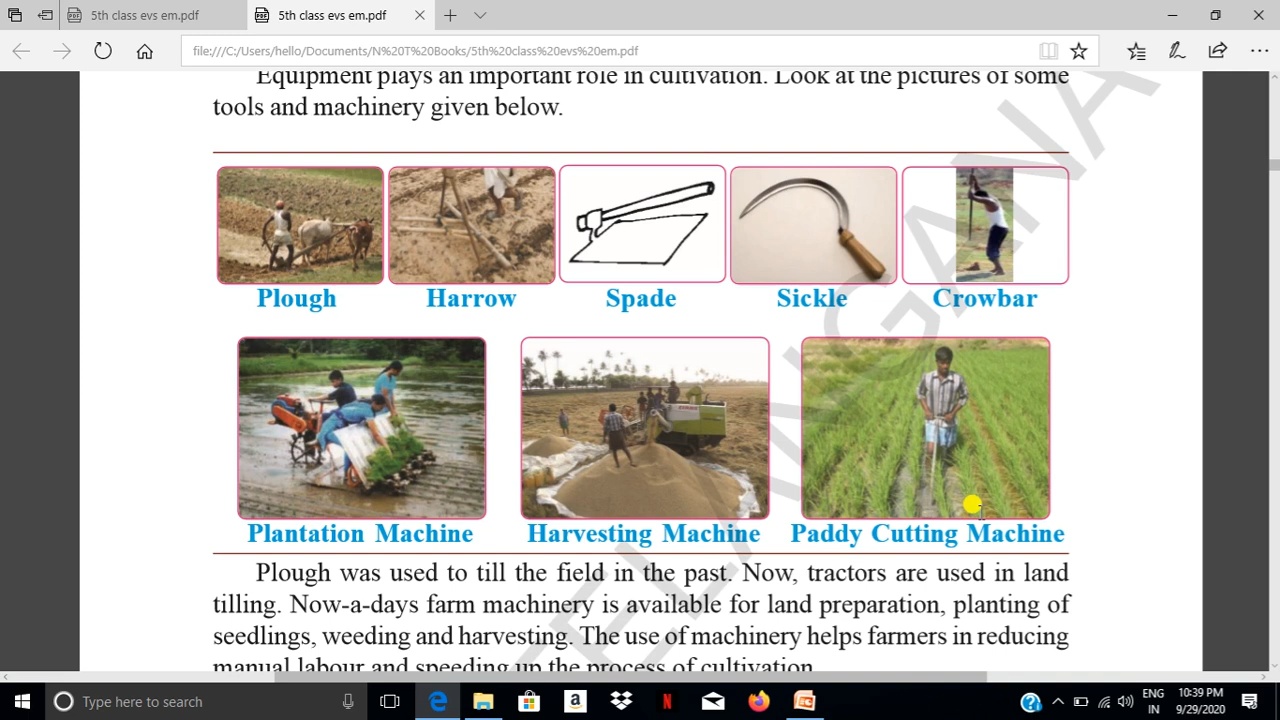 5th class evs em.pdf
5th class evs em.pdf
file:///C:/Users/hello/Documents/N%20T%20Books/5th%20class%20evs%20em.pdf
Equipment plays an important role in cultivation. Look at the pictures of some
tools and machinery given below.
Plough
Harrow
Spade
Sickle
Crowbar
Plantation Machine
Harvesting Machine
Paddy Cutting Machine
Plough was used to till the field in the past. Now, tractors are used in land
tilling. Now-a-days farm machinery is available for land preparation, planting of
seedlings, weeding and harvesting. The use of machinery helps farmers in reducing
manual labour and speeding up the process of cultivation.
TELANGANA
Type here to search
ENG
IN
10:39 PM
9/29/2020